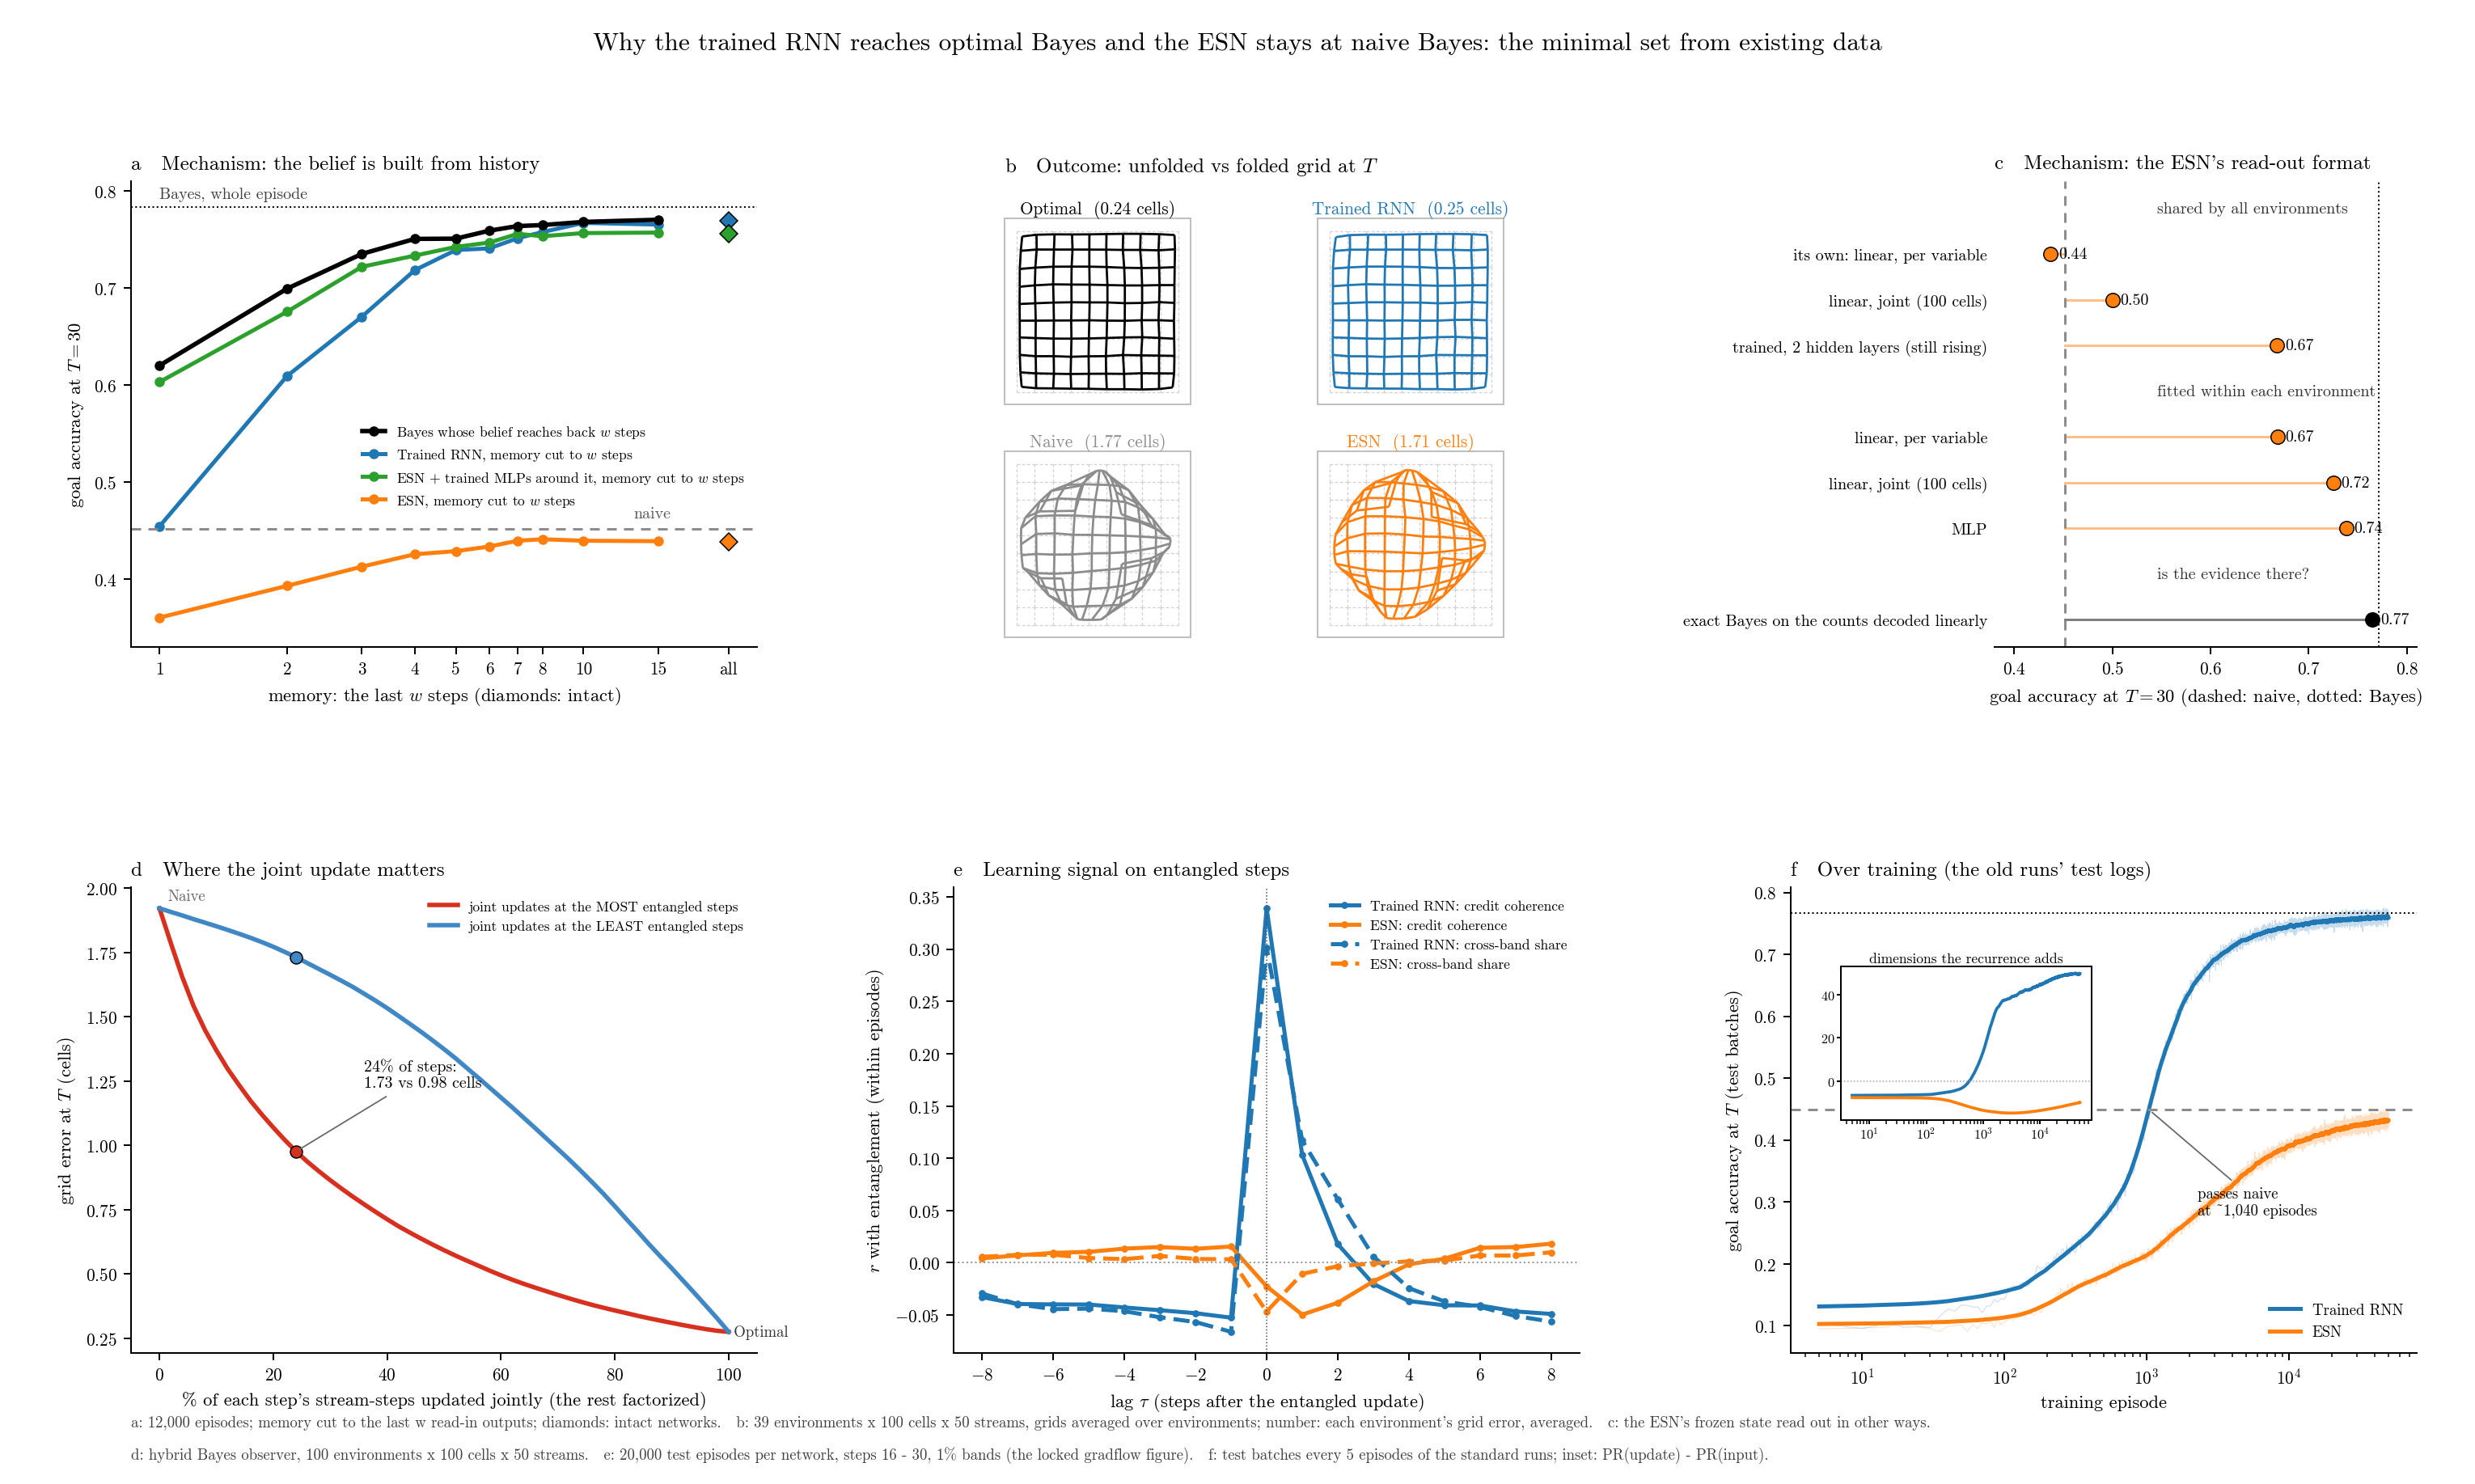 Why the trained RNN reaches optimal Bayes and the ESN stays at naive Bayes: the minimal set from existing data
a Mechanism: the belief is built from history
Bayes, whole episode
0.8
0.7
0.6
0.5
0.4
goal accuracy at T = 30
Bayes whose belief reaches back w steps
Trained RNN, memory cut to w steps
ESN + trained MLPs around it, memory cut to w steps
ESN, memory cut to w steps
naive
1 2 3 4 5 6 7 8 10 15 all
memory: the last w steps (diamonds: intact)
b Outcome: unfolded vs folded grid at T
Optimal (0.24 cells)
Trained RNN (0.25 cells)
Naive (1.77 cells)
ESN (1.71 cells)
c Mechanism: the ESN's read-out format
shared by all environments
its own: linear, per variable
0.44
linear, joint (100 cells)
0.50
trained, 2 hidden layers (still rising)
0.67
fitted within each environment
linear, per variable
0.67
linear, joint (100 cells)
0.72
MLP
0.74
is the evidence there?
exact Bayes on the counts decoded linearly
0.77
0.4 0.5 0.6 0.7 0.8
goal accuracy at T = 30 (dashed: naive, dotted: Bayes)
d Where the joint update matters
2.00
1.75
1.50
1.25
1.00
0.75
0.50
0.25
grid error at T (cells)
Naive
joint updates at the MOST entangled steps
joint updates at the LEAST entangled steps
24% of steps:
1.73 vs 0.98 cells
Optimal
0 20 40 60 80 100
% of each step's stream-steps updated jointly (the rest factorized)
e Learning signal on entangled steps
0.35
0.30
0.25
0.20
0.15
0.10
0.05
0.00
−0.05
r with entanglement (within episodes)
Trained RNN: credit coherence
ESN: credit coherence
Trained RNN: cross-band share
ESN: cross-band share
−8 −6 −4 −2 0 2 4 6 8
lag τ (steps after the entangled update)
f Over training (the old runs' test logs)
0.8
0.7
0.6
0.5
0.4
0.3
0.2
0.1
goal accuracy at T (test batches)
dimensions the recurrence adds
40
20
0
10¹ 10² 10³ 10⁴
passes naive
at ~1,040 episodes
Trained RNN
ESN
10¹ 10² 10³ 10⁴
training episode
a: 12,000 episodes; memory cut to the last w read-in outputs; diamonds: intact networks. b: 39 environments x 100 cells x 50 streams, grids averaged over environments; number: each environment's grid error, averaged. c: the ESN's frozen state read out in other ways.
d: hybrid Bayes observer, 100 environments x 100 cells x 50 streams. e: 20,000 test episodes per network, steps 16 - 30, 1% bands (the locked gradflow figure). f: test batches every 5 episodes of the standard runs; inset: PR(update) - PR(input).